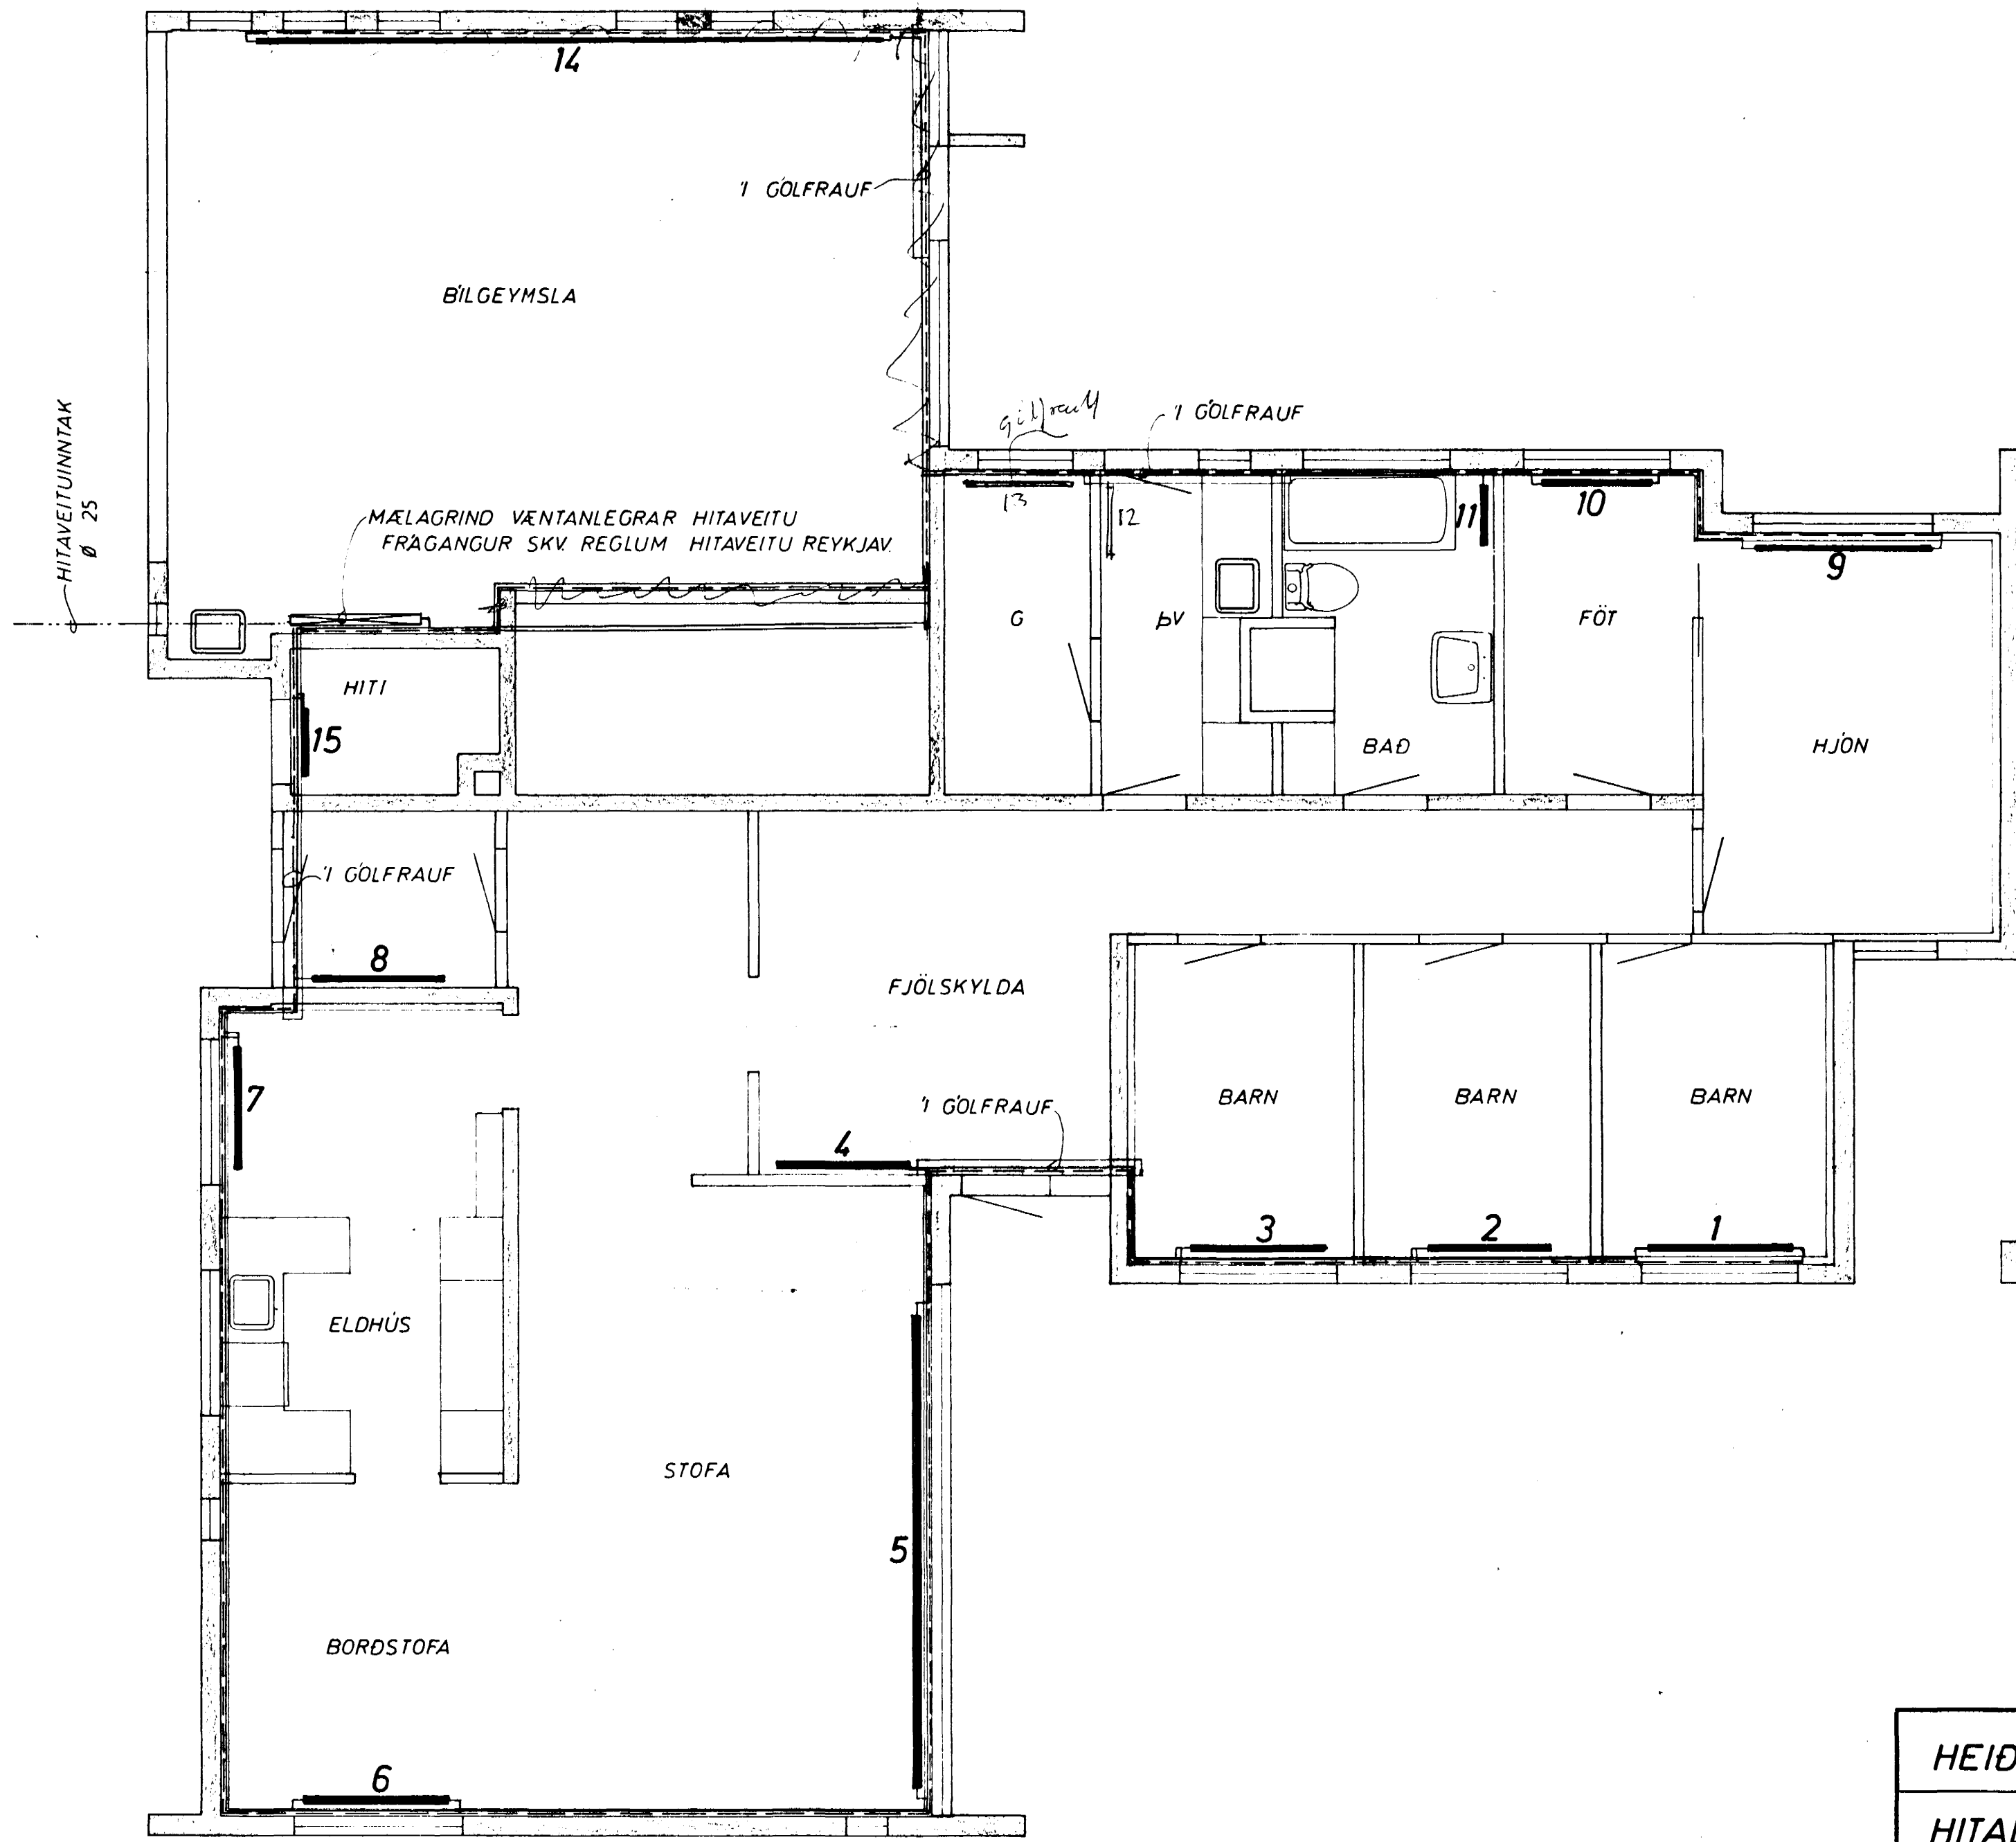 14
'I GÓLFRAUF
BÍLGEYMSLA
HITAVEITUINNTAK
Ø 25
'I GÓLFRAUF
MÆLAGRIND VÆNTANLEGRAR HITAVEITU
FRÁGANGUR SKV. REGLUM HITAVEITU REYKJAV.
13
12
11
10
9
G
ÞV
FÖT
HITI
15
BAÐ
HJÓN
'I GÓLFRAUF
8
FJÖLSKYLDA
7
BARN
BARN
BARN
'I GÓLFRAUF
4
3
2
1
ELDHÚS
STOFA
5
BORÐSTOFA
6
HEIÐ
HITA